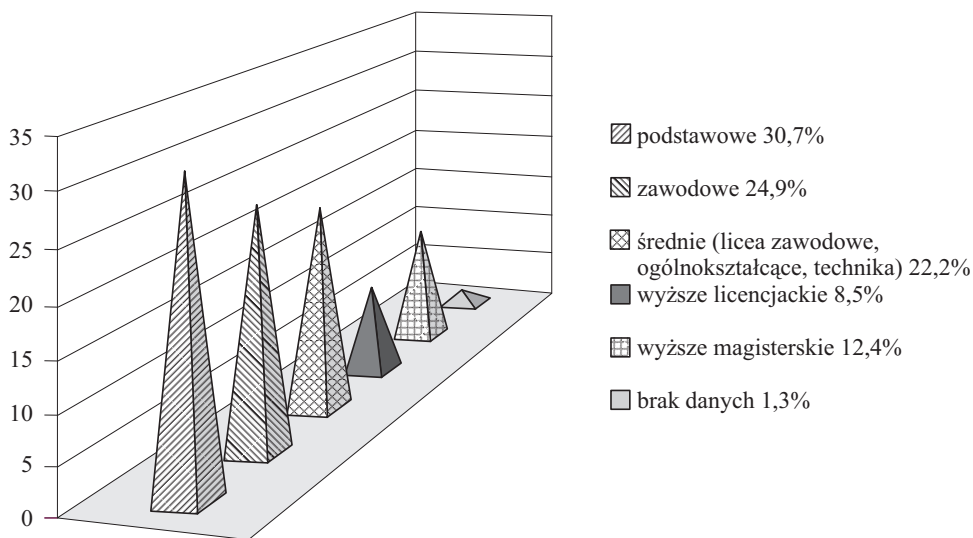 35
30
25
20
15
10
5
0
podstawowe 30,7%
zawodowe 24,9%
średnie (licea zawodowe,
ogólnokształcące, technika) 22,2%
wyższe licencjackie 8,5%
wyższe magisterskie 12,4%
brak danych 1,3%